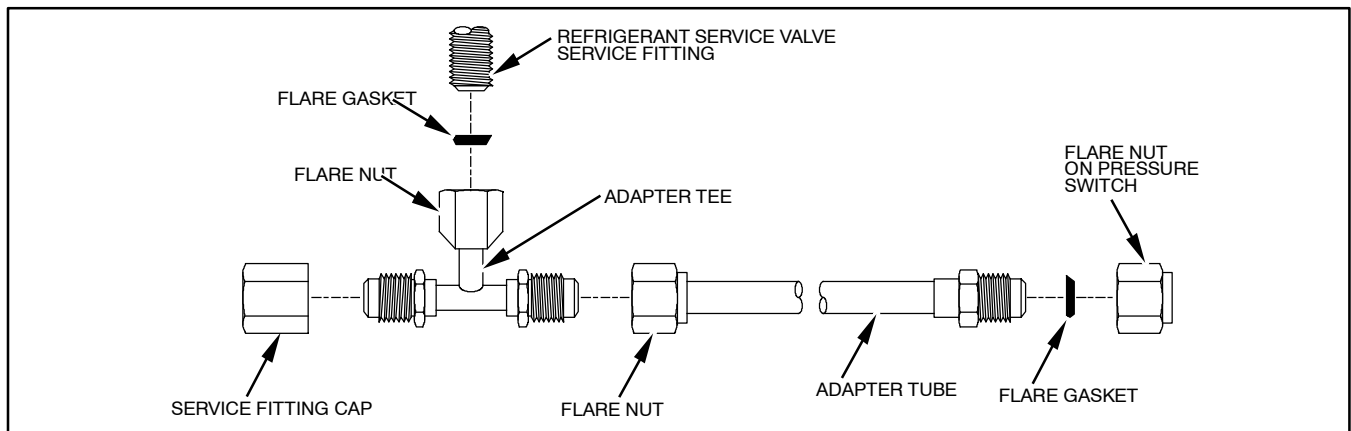 REFRIGERANT SERVICE VALVE
SERVICE FITTING
FLARE GASKET
FLARE NUT
ADAPTER TEE
FLARE NUT
ON PRESSURE
SWITCH
SERVICE FITTING CAP
FLARE NUT
ADAPTER TUBE
FLARE GASKET